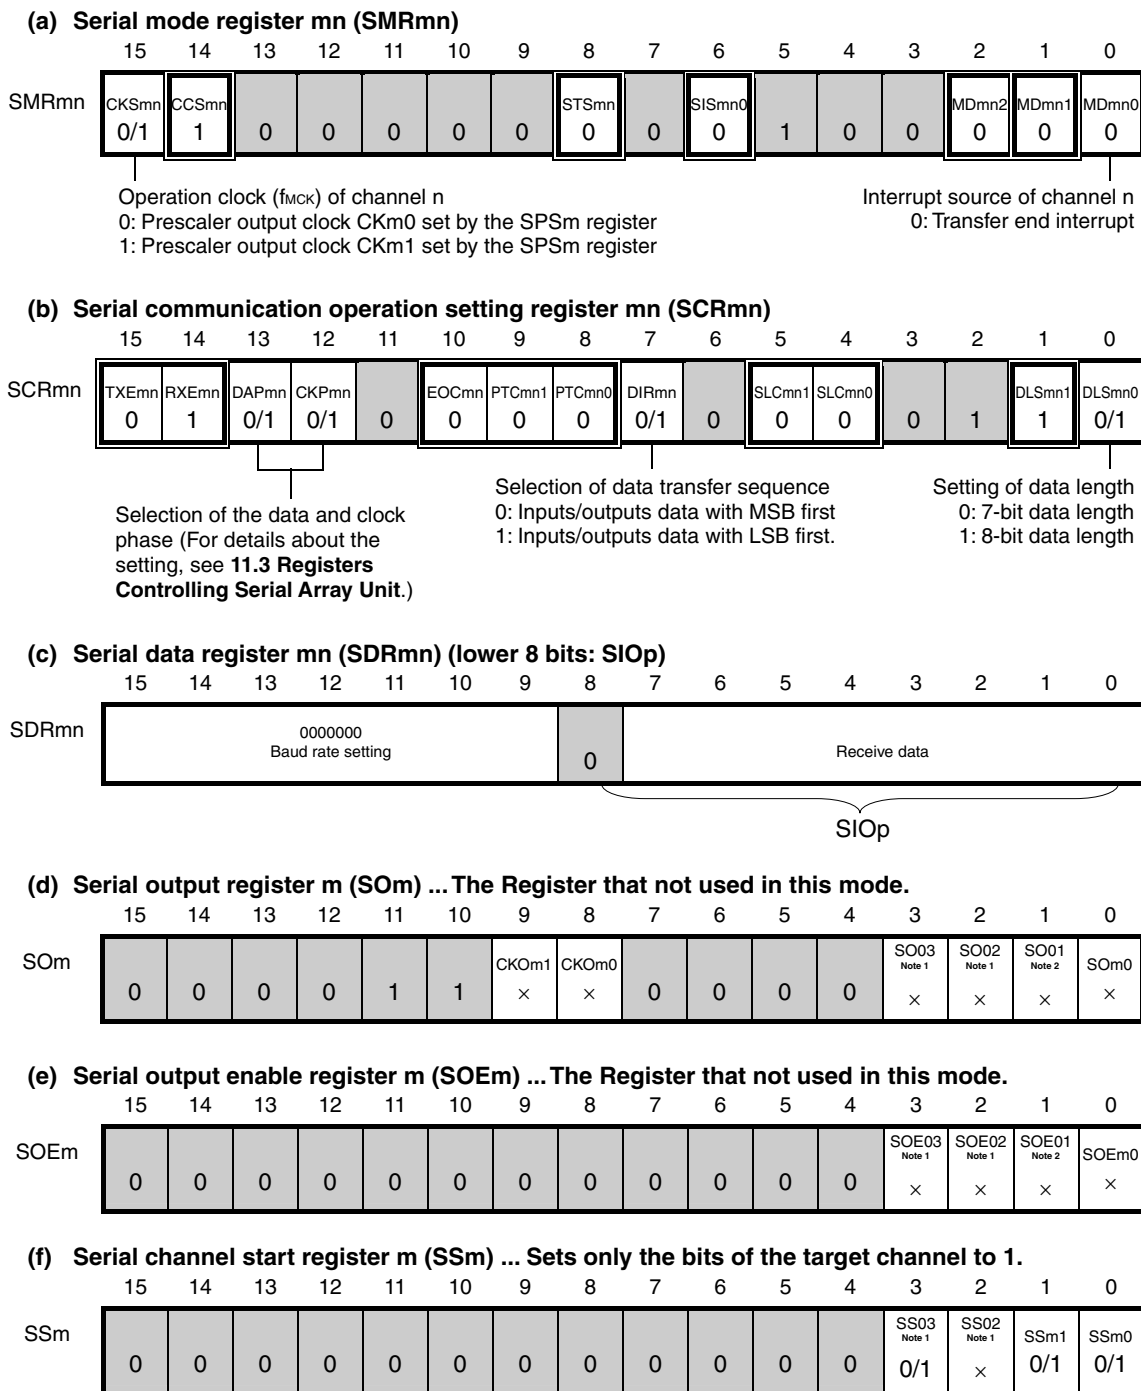 (a) Serial mode register mn (SMRmn)
15 14 13 12 11 10 9 8 7 6 5 4 3 2 1 0
SMRmn
CKSmn CCSmn STSmn SISmn0 MDmn2 MDmn1 MDmn0
0/1 1 0 0 0 0 0 0 0 0 1 0 0 0 0 0
Operation clock (fMCK) of channel n
0: Prescaler output clock CKm0 set by the SPSm register
1: Prescaler output clock CKm1 set by the SPSm register
Interrupt source of channel n
0: Transfer end interrupt
(b) Serial communication operation setting register mn (SCRmn)
15 14 13 12 11 10 9 8 7 6 5 4 3 2 1 0
SCRmn
TXEmn RXEmn DAPmn CKPmn EOCmn PTCmn1 PTCmn0 DIRmn SLCmn1 SLCmn0 DLSmn1 DLSmn0
0 1 0/1 0/1 0 0 0 0 0/1 0 0 0 0 1 1 0/1
Selection of the data and clock
phase (For details about the
setting, see 11.3 Registers
Controlling Serial Array Unit.)
Selection of data transfer sequence
0: Inputs/outputs data with MSB first
1: Inputs/outputs data with LSB first.
Setting of data length
0: 7-bit data length
1: 8-bit data length
(c) Serial data register mn (SDRmn) (lower 8 bits: SIOp)
15 14 13 12 11 10 9 8 7 6 5 4 3 2 1 0
SDRmn
0000000
Baud rate setting
0
Receive data
SIOp
(d) Serial output register m (SOm) ... The Register that not used in this mode.
15 14 13 12 11 10 9 8 7 6 5 4 3 2 1 0
SOm
CKOm1 CKOm0 SO03 SO02 SO01 SOm0
Note 1 Note 1 Note 2
0 0 0 0 1 1 × × 0 0 0 0 × × × ×
(e) Serial output enable register m (SOEm) ... The Register that not used in this mode.
15 14 13 12 11 10 9 8 7 6 5 4 3 2 1 0
SOEm
SOE03 SOE02 SOE01 SOEm0
Note 1 Note 1 Note 2
0 0 0 0 0 0 0 0 0 0 0 0 × × × ×
(f) Serial channel start register m (SSm) ... Sets only the bits of the target channel to 1.
15 14 13 12 11 10 9 8 7 6 5 4 3 2 1 0
SSm
SS03 SS02 SSm1 SSm0
Note 1 Note 1
0 0 0 0 0 0 0 0 0 0 0 0 0/1 × 0/1 0/1